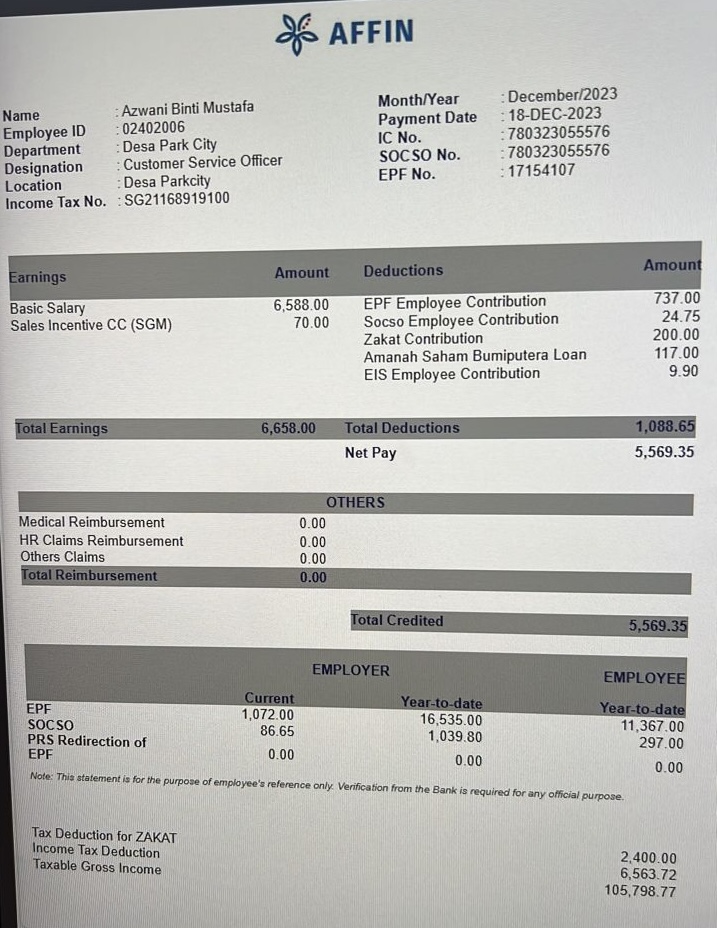 AFFIN
Name : Azwani Binti Mustafa
Employee ID : 02402006
Department : Desa Park City
Designation : Customer Service Officer
Location : Desa Parkcity
Income Tax No. : SG21168919100
Month/Year : December/2023
Payment Date : 18-DEC-2023
IC No. : 780323055576
SOCSO No. : 780323055576
EPF No. : 17154107
Earnings Amount Deductions Amount
Basic Salary 6,588.00 EPF Employee Contribution 737.00
Sales Incentive CC (SGM) 70.00 Socso Employee Contribution 24.75
Zakat Contribution 200.00
Amanah Saham Bumiputera Loan 117.00
EIS Employee Contribution 9.90
Total Earnings 6,658.00 Total Deductions 1,088.65
Net Pay 5,569.35
OTHERS
Medical Reimbursement 0.00
HR Claims Reimbursement 0.00
Others Claims 0.00
Total Reimbursement 0.00
Total Credited 5,569.35
EMPLOYER EMPLOYEE
Current Year-to-date Year-to-date
EPF 1,072.00 16,535.00 11,367.00
SOCSO 86.65 1,039.80 297.00
PRS Redirection of
EPF 0.00 0.00 0.00
Note: This statement is for the purpose of employee's reference only. Verification from the Bank is required for any official purpose.
Tax Deduction for ZAKAT 2,400.00
Income Tax Deduction 6,563.72
Taxable Gross Income 105,798.77